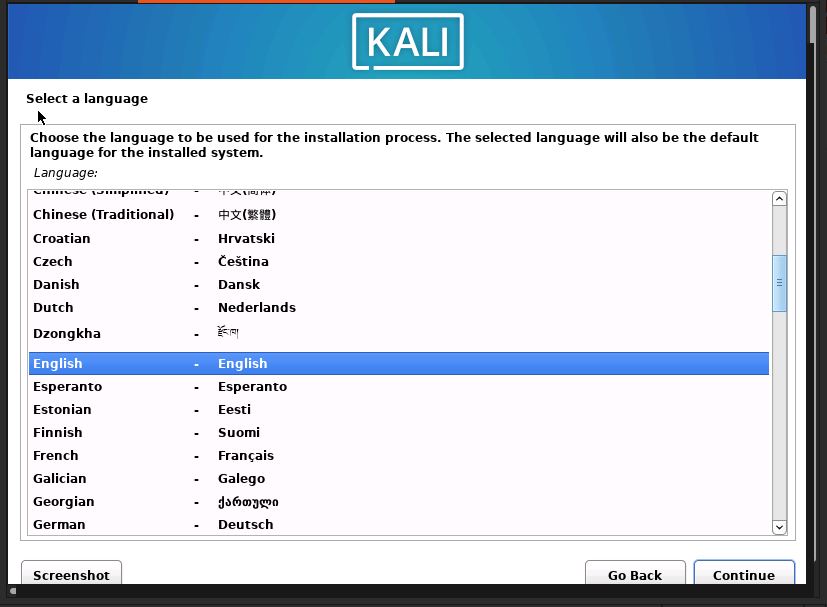 KALI
Select a language
Choose the language to be used for the installation process. The selected language will also be the default
language for the installed system.
Language:
Chinese (Simplified) - 中文(简体)
Chinese (Traditional) - 中文(繁體)
Croatian - Hrvatski
Czech - Čeština
Danish - Dansk
Dutch - Nederlands
Dzongkha - རྫོང་ཁ།
English - English
Esperanto - Esperanto
Estonian - Eesti
Finnish - Suomi
French - Français
Galician - Galego
Georgian - ქართული
German - Deutsch
Screenshot Go Back Continue